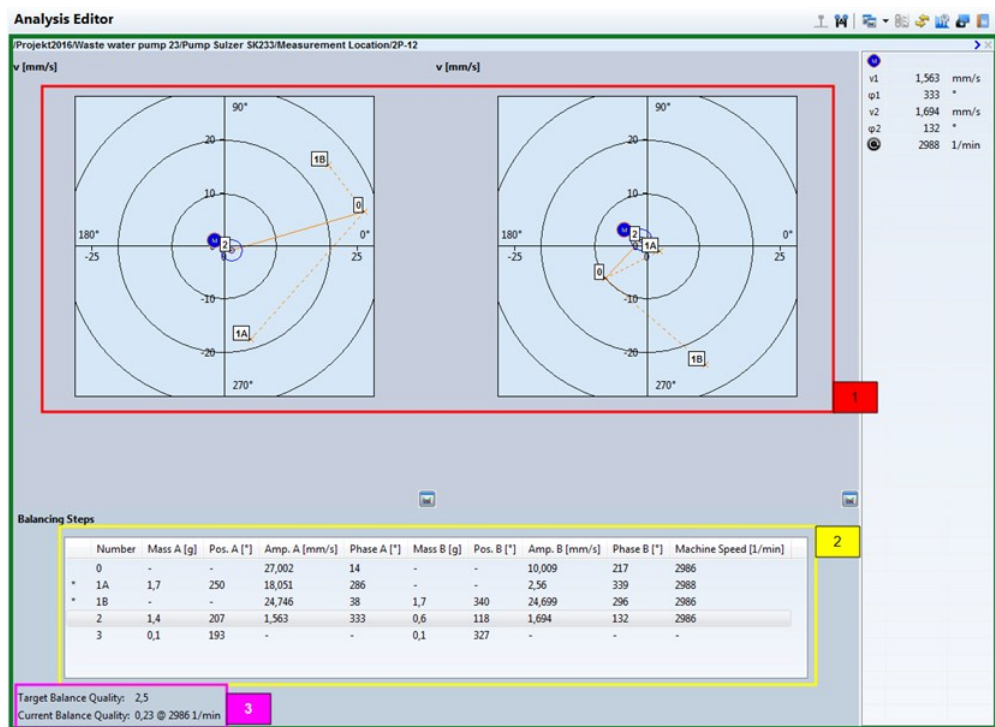 Analysis Editor
/Projekt2016/Waste water pump 23/Pump Sulzer SK233/Measurement Location/2P-12
v [mm/s]
90°
20
10
180°
0°
-25
0
25
-10
-20
270°
1B
0
M
2
1A
v [mm/s]
90°
20
10
180°
0°
-25
0
25
-10
-20
270°
M
2
1A
0
1B
1
M
v1 1,563 mm/s
φ1 333 °
v2 1,694 mm/s
φ2 132 °
2988 1/min
Balancing Steps
2
Number Mass A [g] Pos. A [°] Amp. A [mm/s] Phase A [°] Mass B [g] Pos. B [°] Amp. B [mm/s] Phase B [°] Machine Speed [1/min]
0 - - 27,002 14 - - 10,009 217 2986
* 1A 1,7 250 18,051 286 - - 2,56 339 2988
* 1B - - 24,746 38 1,7 340 24,699 296 2986
2 1,4 207 1,563 333 0,6 118 1,694 132 2986
3 0,1 193 - - 0,1 327 - - -
Target Balance Quality: 2,5
Current Balance Quality: 0,23 @ 2986 1/min
3